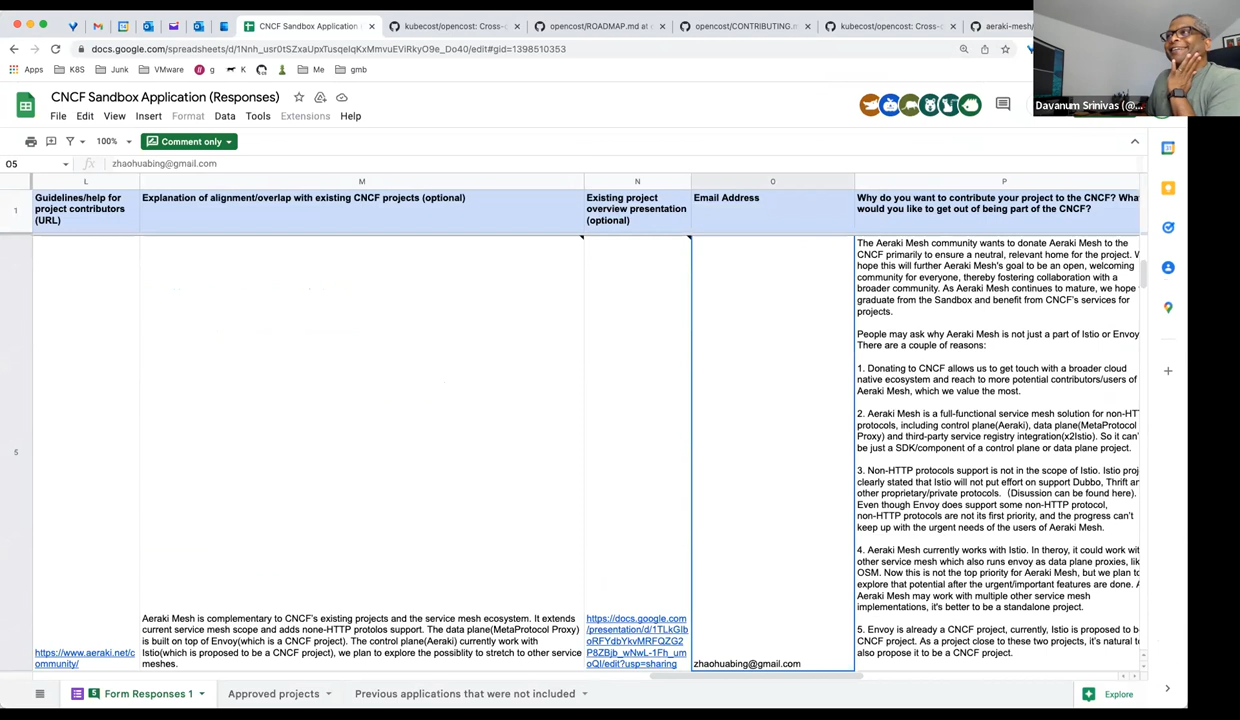 CNCF Sandbox Application (
kubecost/opencost: Cross-c
opencost/ROADMAP.md at
opencost/CONTRIBUTING.
kubecost/opencost: Cross-c
aeraki-mesh/
docs.google.com/spreadsheets/d/1Nnh_usr0tSZxaUpxTusqelqKxMmvuEViRkyO9e_Do40/edit#gid=1398510353
Apps K8S Junk VMware g K Me gmb
Davanum Srinivas (@...
CNCF Sandbox Application (Responses)
File Edit View Insert Format Data Tools Extensions Help
100% Comment only
O5 fx zhaohuabing@gmail.com
L M N O P
1
Guidelines/help for
project contributors
(URL)
Explanation of alignment/overlap with existing CNCF projects (optional)
Existing project
overview presentation
(optional)
Email Address
Why do you want to contribute your project to the CNCF? Wha
would you like to get out of being part of the CNCF?
5
https://www.aeraki.net/c
ommunity/
Aeraki Mesh is complementary to CNCF's existing projects and the service mesh ecosystem. It extends
current service mesh scope and adds none-HTTP protolos support. The data plane(MetaProtocol Proxy)
is built on top of Envoy(which is a CNCF project). The control plane(Aeraki) currently work with
Istio(which is proposed to be a CNCF project), we plan to explore the possiblity to stretch to other service
meshes.
https://docs.google.com
/presentation/d/1TLkGlb
oRFYdbYkvMRFQZG2
P8ZBjb_wNwL-1Fh_um
oQI/edit?usp=sharing
zhaohuabing@gmail.com
The Aeraki Mesh community wants to donate Aeraki Mesh to the
CNCF primarily to ensure a neutral, relevant home for the project. W
hope this will further Aeraki Mesh's goal to be an open, welcoming
community for everyone, thereby fostering collaboration with a
broader community. As Aeraki Mesh continues to mature, we hope
graduate from the Sandbox and benefit from CNCF's services for
projects.
People may ask why Aeraki Mesh is not just a part of Istio or Envoy
There are a couple of reasons:
1. Donating to CNCF allows us to get touch with a broader cloud
native ecosystem and reach to more potential contributors/users of
Aeraki Mesh, which we value the most.
2. Aeraki Mesh is a full-functional service mesh solution for non-HT
protocols, including control plane(Aeraki), data plane(MetaProtocol
Proxy) and third-party service registry integration(x2Istio). So it can'
be just a SDK/component of a control plane or data plane project.
3. Non-HTTP protocols support is not in the scope of Istio. Istio proj
clearly stated that Istio will not put effort on support Dubbo, Thrift an
other proprietary/private protocols. (Disussion can be found here).
Even though Envoy does support some non-HTTP protocol,
non-HTTP protocols are not its first priority, and the progress can't
keep up with the urgent needs of the users of Aeraki Mesh.
4. Aeraki Mesh currently works with Istio. In theroy, it could work wit
other service mesh which also runs envoy as data plane proxies, lik
OSM. Now this is not the top priority for Aeraki Mesh, but we plan to
explore that potential after the urgent/important features are done. A
Aeraki Mesh may work with multiple other service mesh
implementations, it's better to be a standalone project.
5. Envoy is already a CNCF project, currently, Istio is proposed to b
CNCF project. As a project close to these two projects, it's natural t
also propose it to be a CNCF project.
5 Form Responses 1
Approved projects
Previous applications that were not included
Explore